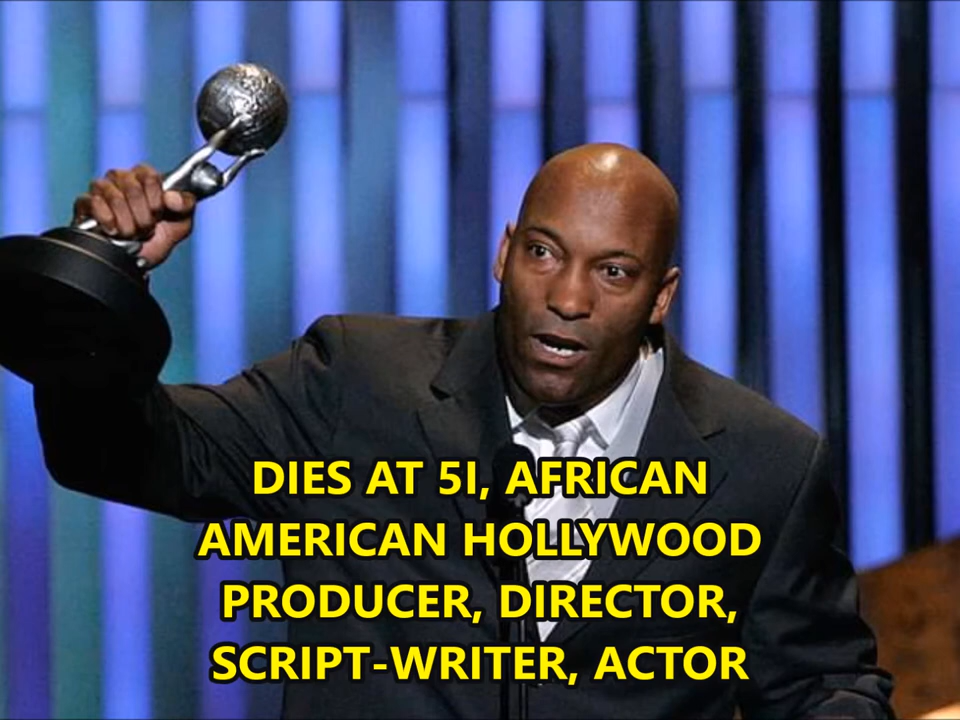 DIES AT 5I, AFRICAN
AMERICAN HOLLYWOOD
PRODUCER, DIRECTOR,
SCRIPT-WRITER, ACTOR